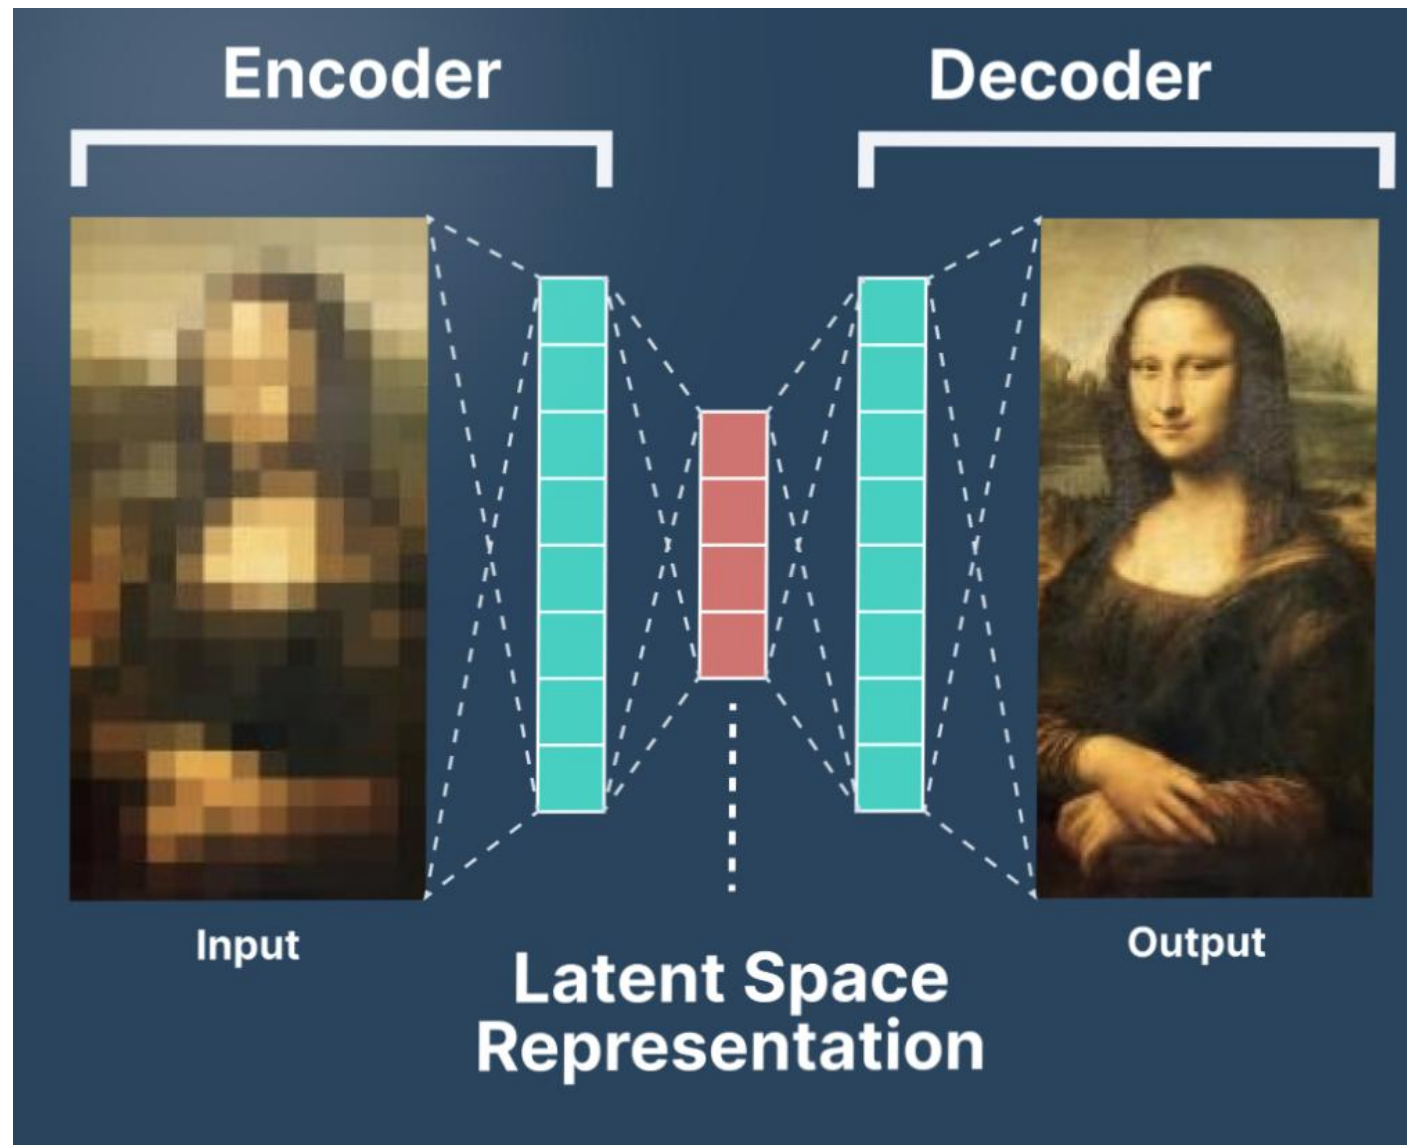 Encoder
Decoder
Input
Output
Latent Space
Representation